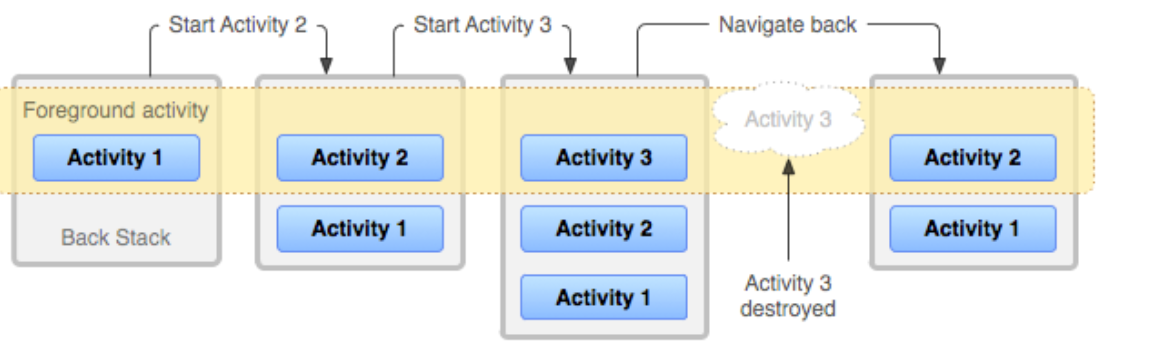 Start Activity 2
Start Activity 3
Navigate back
Foreground activity
Activity 1
Back Stack
Activity 2
Activity 1
Activity 3
Activity 2
Activity 1
Activity 3
Activity 3
destroyed
Activity 2
Activity 1